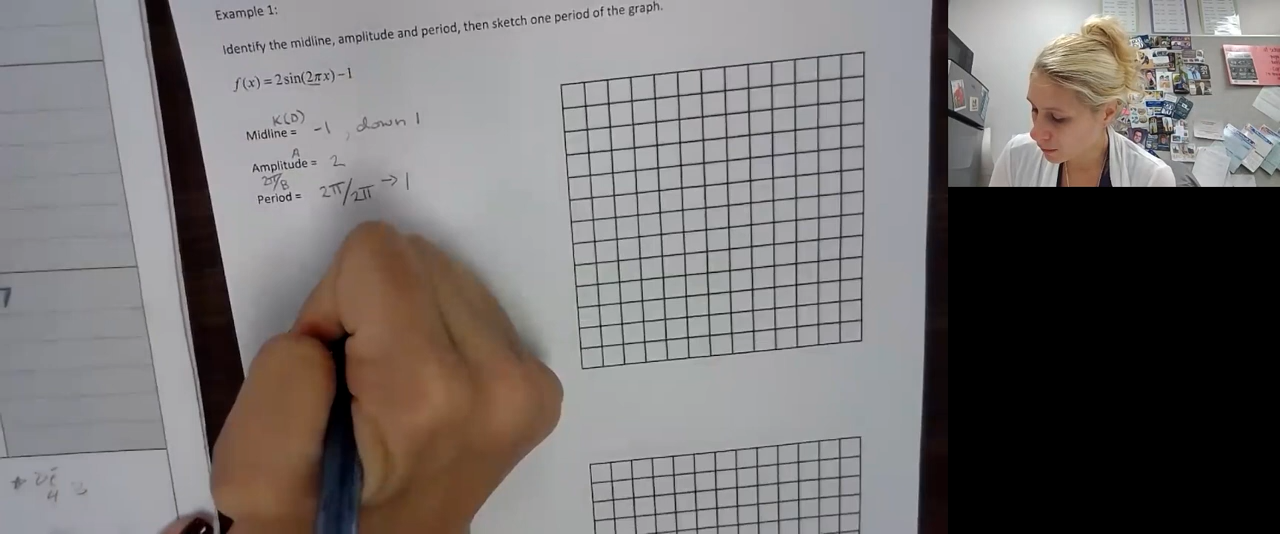 Example 1:
Identify the midline, amplitude and period, then sketch one period of the graph.
f(x) = 2sin(2πx) − 1
K(D)
Midline = -1, down 1
A
Amplitude = 2
2π/B
Period = 2π/2π → 1